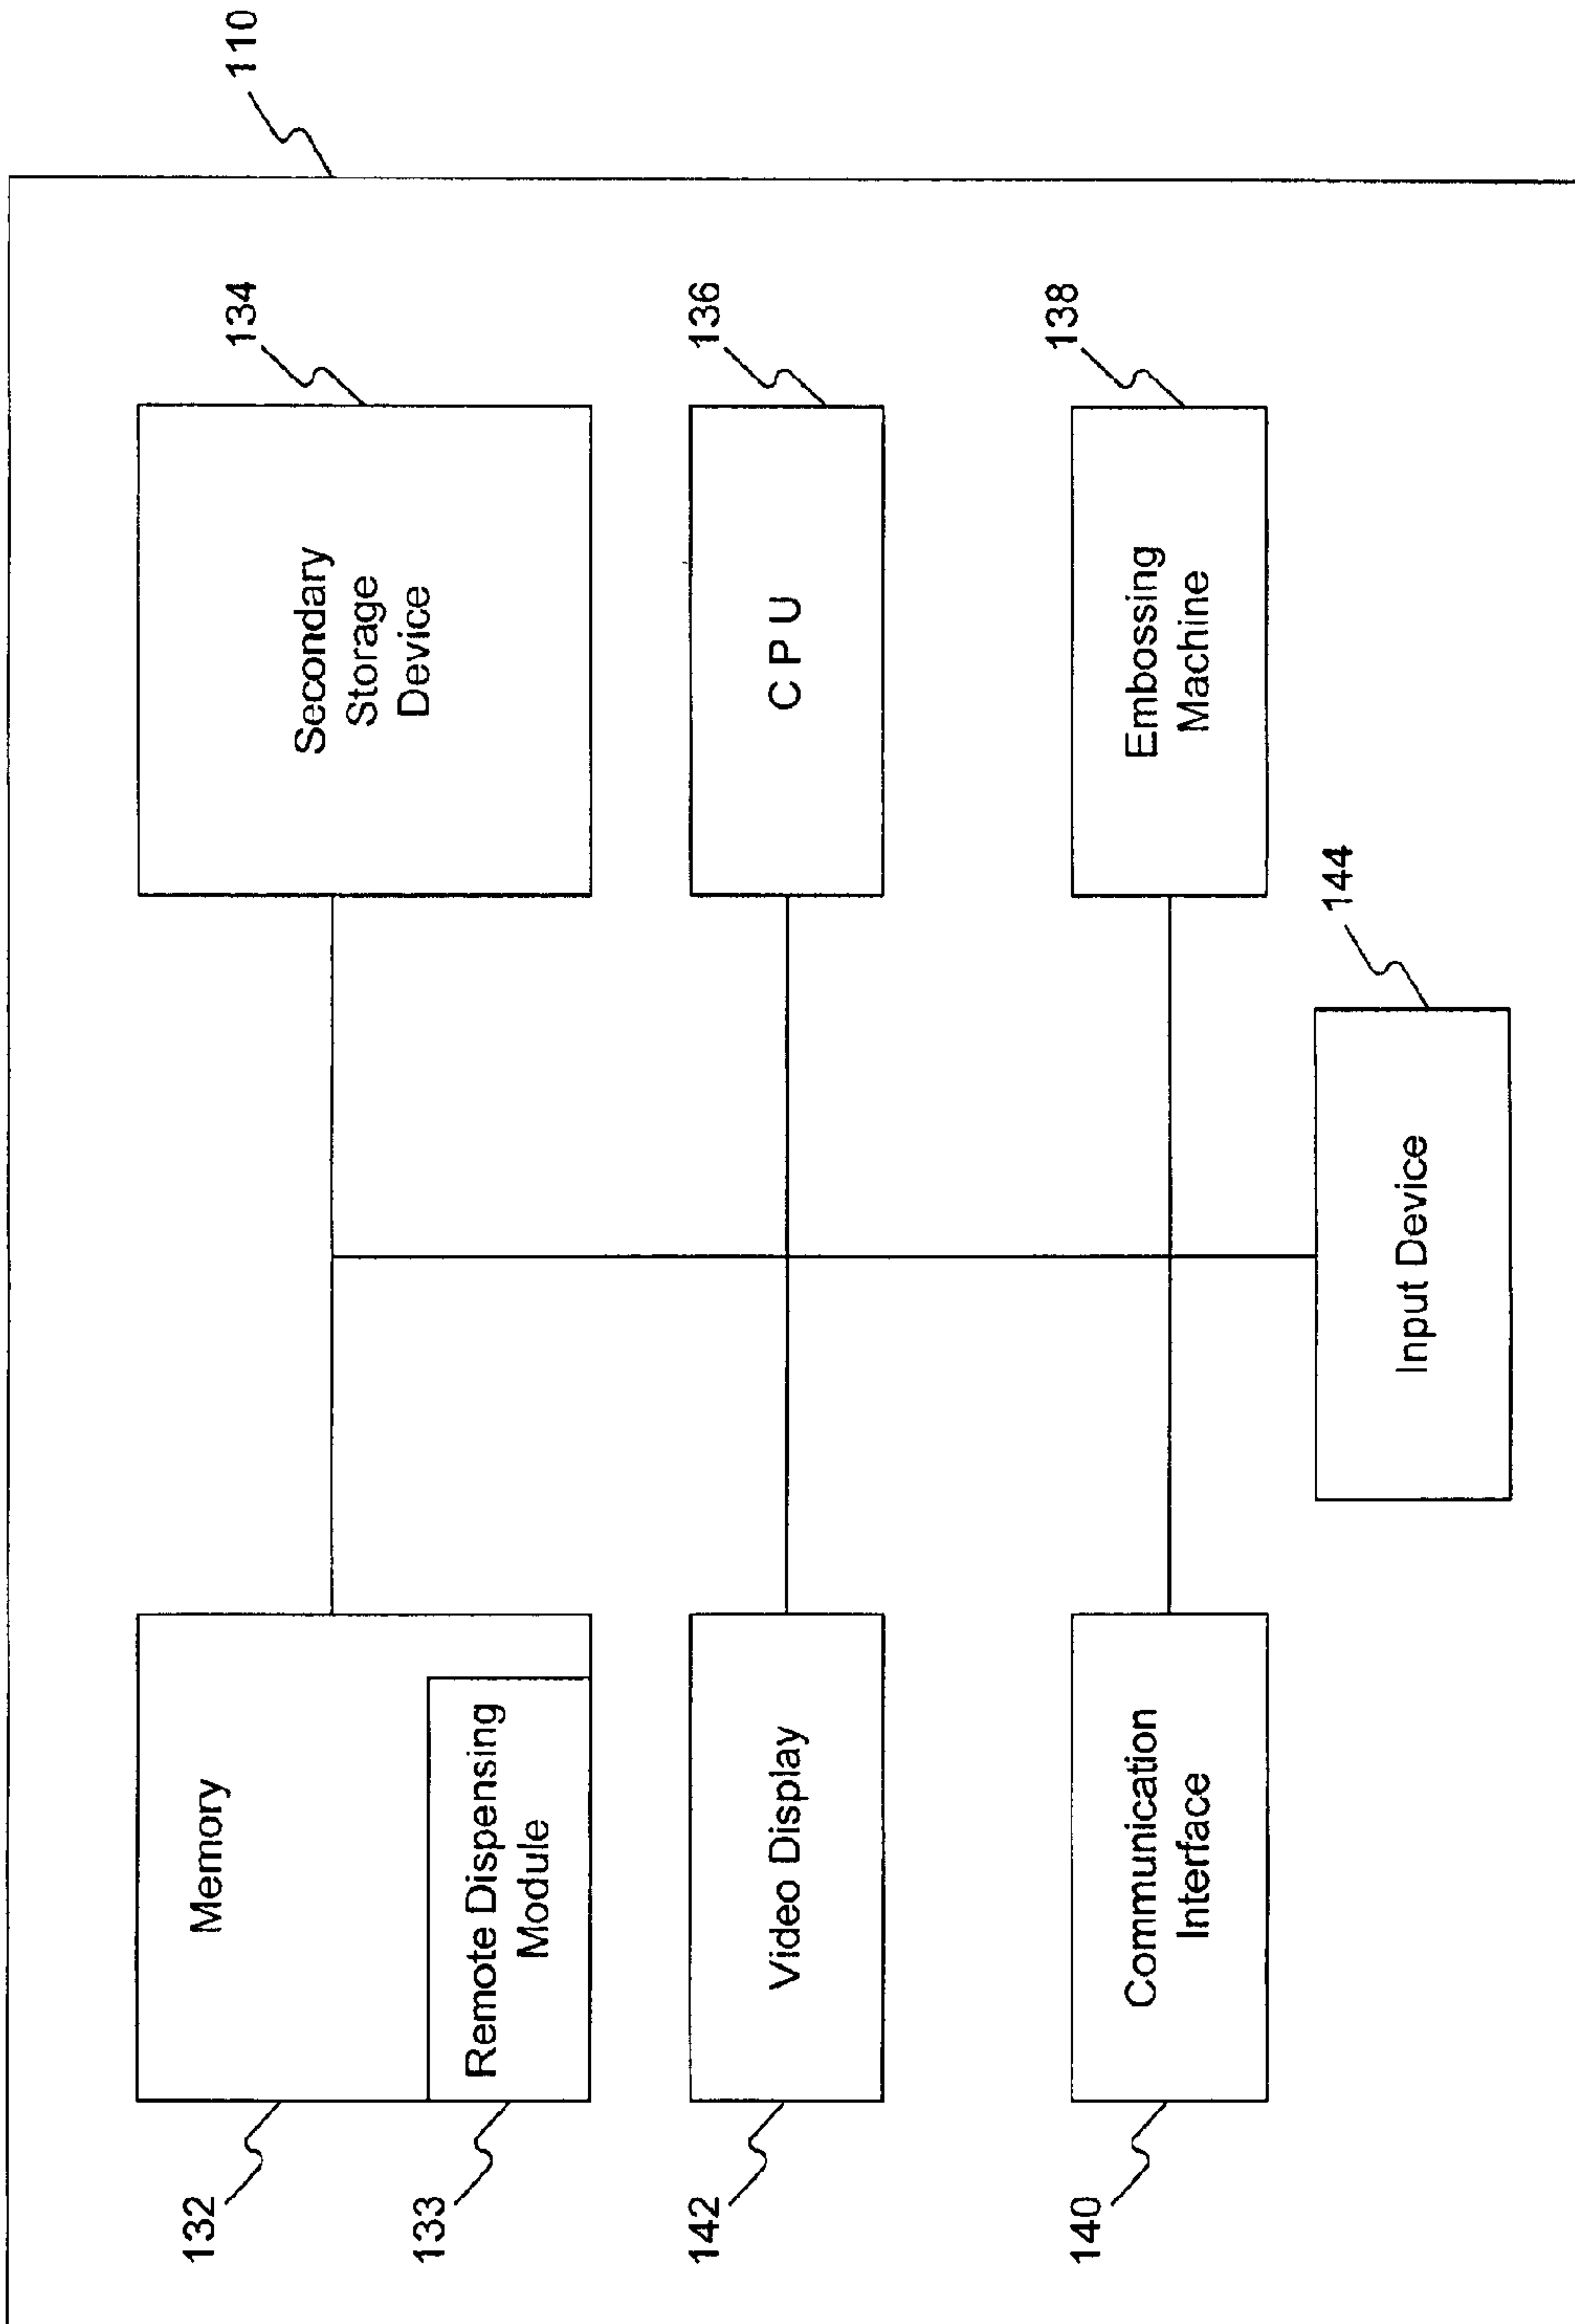 110
132
Memory
133
Remote Dispensing
Module
134
Secondary
Storage
Device
142
Video Display
136
C P U
140
Communication
Interface
138
Embossing
Machine
144
Input Device